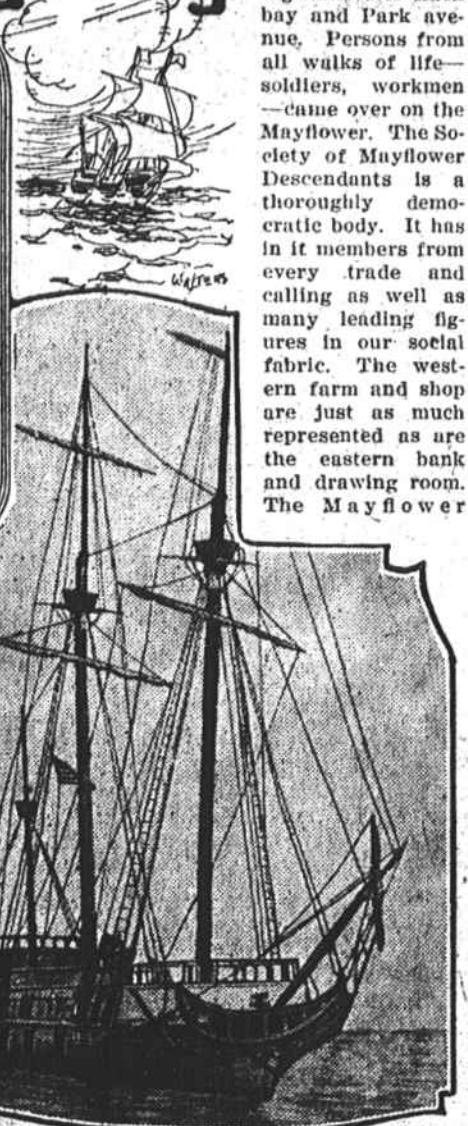 bay and Park ave-
nue. Persons from
all walks of life—
soldiers, workmen
—came over on the
Mayflower. The So-
ciety of Mayflower
Descendants is a
thoroughly demo-
cratic body. It has
in it members from
every trade and
calling as well as
many leading fig-
ures in our social
fabric. The west-
ern farm and shop
are just as much
represented as are
the eastern bank
and drawing room.
The Mayflower